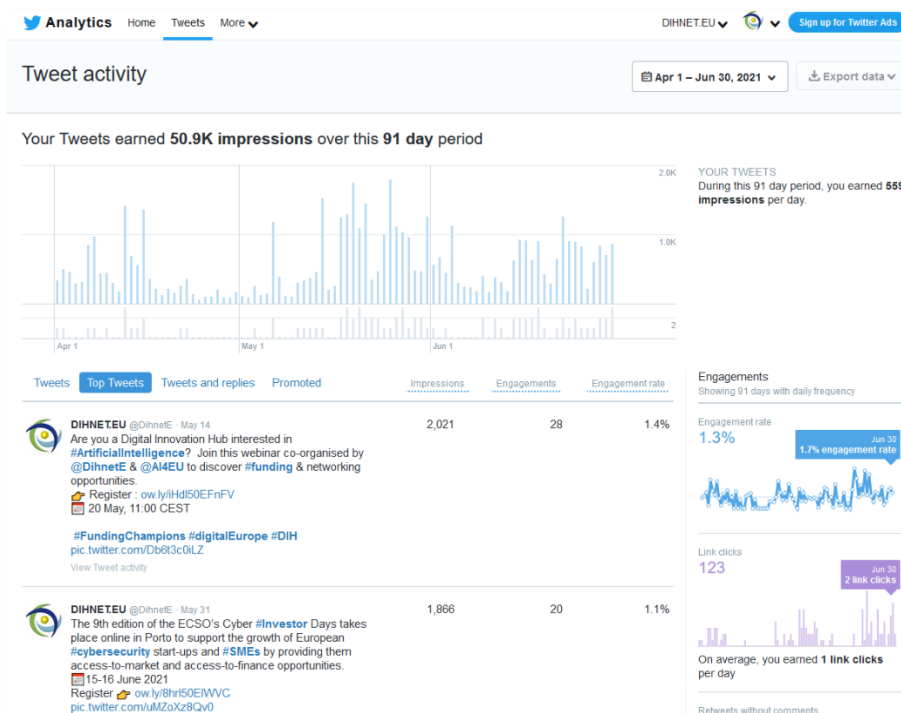 Analytics Home Tweets More DIHNET.EU Sign up for Twitter Ads
Tweet activity
Apr 1 – Jun 30, 2021 Export data
Your Tweets earned 50.9K impressions over this 91 day period
2.0K
1.0K
2
Apr 1 May 1 Jun 1
YOUR TWEETS
During this 91 day period, you earned 559
impressions per day.
Tweets Top Tweets Tweets and replies Promoted Impressions Engagements Engagement rate
DIHNET.EU @DihnetE · May 14 2,021 28 1.4%
Are you a Digital Innovation Hub interested in
#ArtificialIntelligence? Join this webinar co-organised by
@DihnetE & @AI4EU to discover #funding & networking
opportunities.
Register : ow.ly/iHdI50EFnFV
20 May, 11:00 CEST
#FundingChampions #digitalEurope #DIH
pic.twitter.com/Db6t3c0iLZ
View Tweet activity
DIHNET.EU @DihnetE · May 31 1,866 20 1.1%
The 9th edition of the ECSO's Cyber #Investor Days takes
place online in Porto to support the growth of European
#cybersecurity start-ups and #SMEs by providing them
access-to-market and access-to-finance opportunities.
15-16 June 2021
Register ow.ly/8hrI50EIWVC
pic.twitter.com/uMZoXz8Qv0
Engagements
Showing 91 days with daily frequency
Engagement rate
1.3%
Jun 30
1.7% engagement rate
Link clicks
123
Jun 30
2 link clicks
On average, you earned 1 link clicks
per day
Retweets without comments